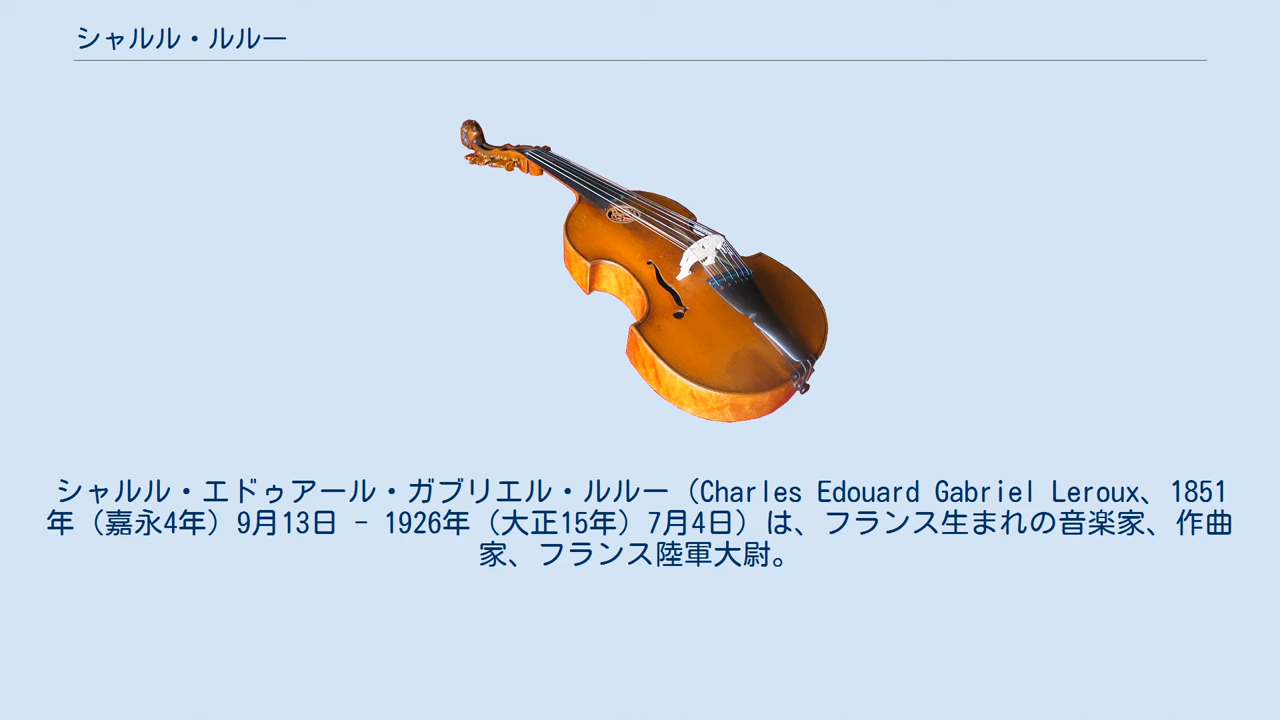 シャルル・ルルー
シャルル・エドゥアール・ガブリエル・ルルー（Charles Edouard Gabriel Leroux、1851
年（嘉永4年）9月13日 - 1926年（大正15年）7月4日）は、フランス生まれの音楽家、作曲
家、フランス陸軍大尉。